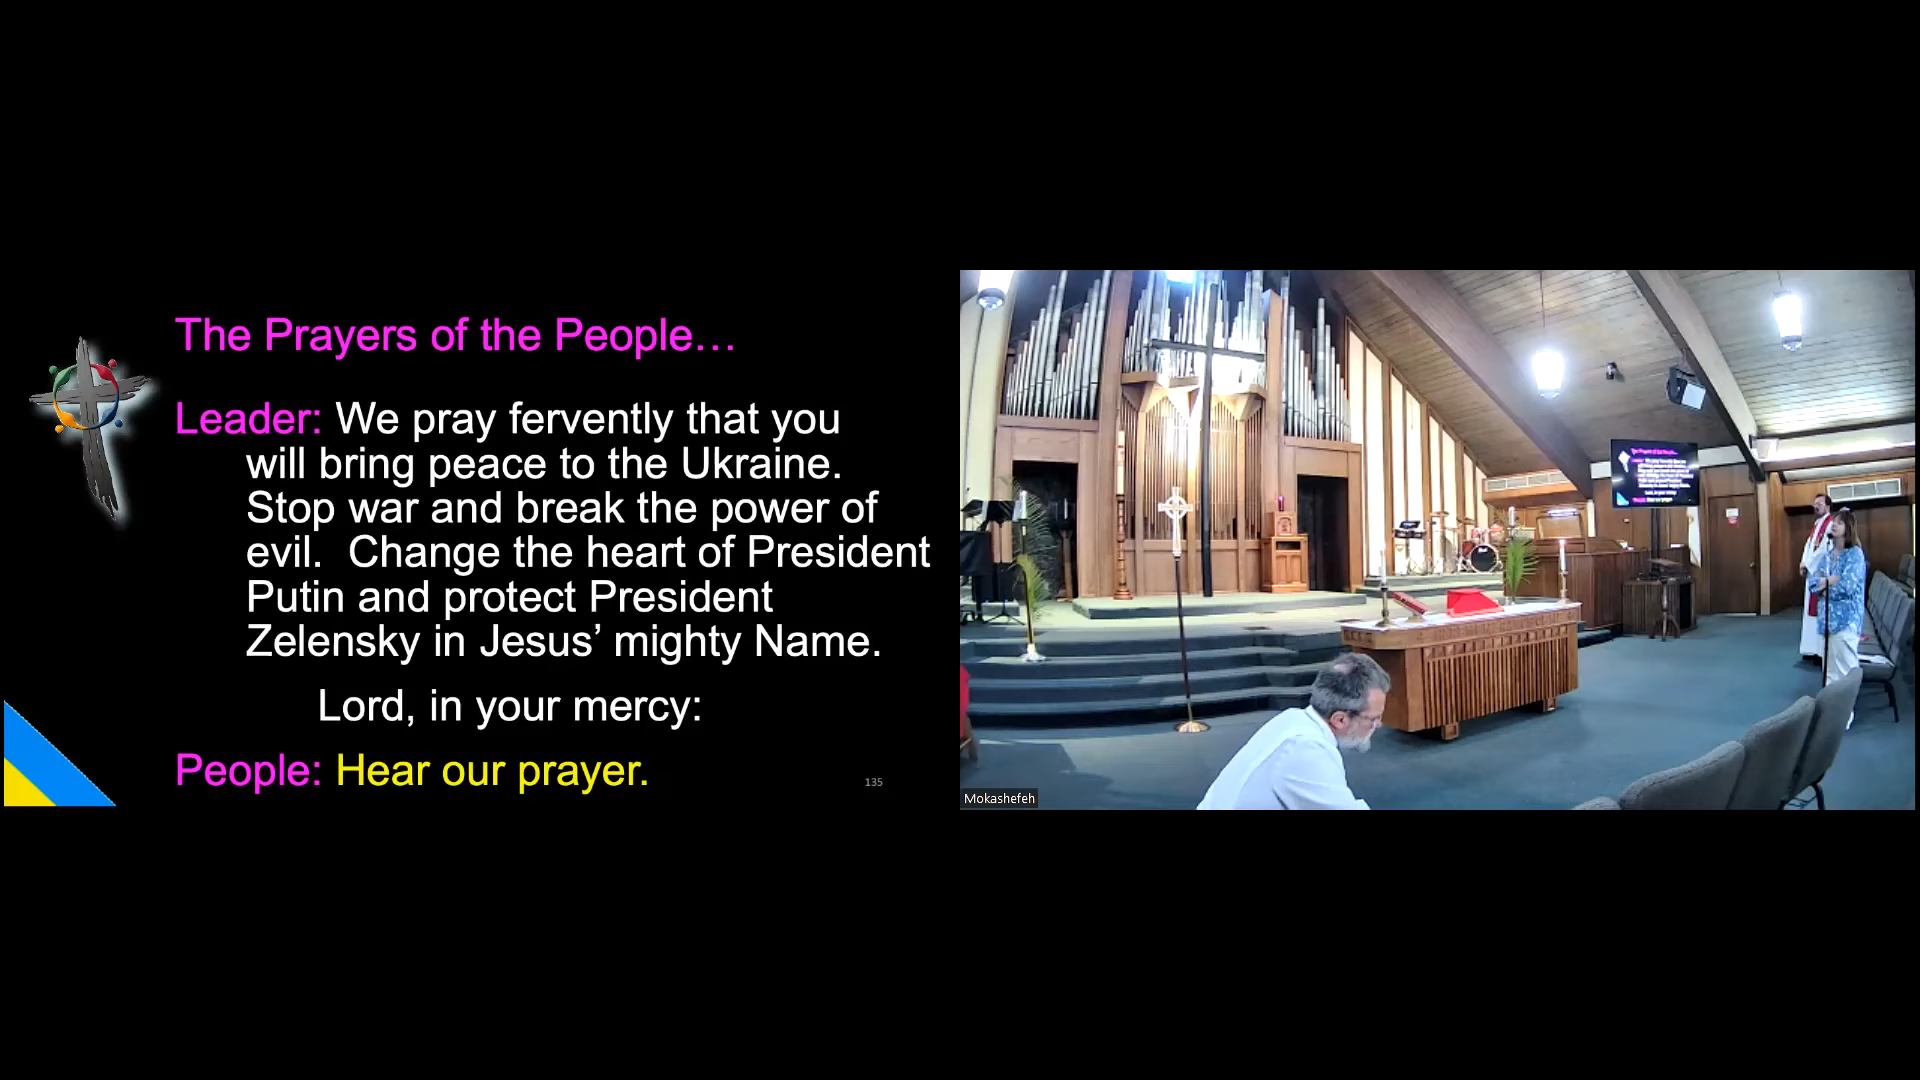 The Prayers of the People…
Leader: We pray fervently that you
will bring peace to the Ukraine.
Stop war and break the power of
evil.  Change the heart of President
Putin and protect President
Zelensky in Jesus’ mighty Name.
Lord, in your mercy:
People: Hear our prayer.
135
Mokashefeh